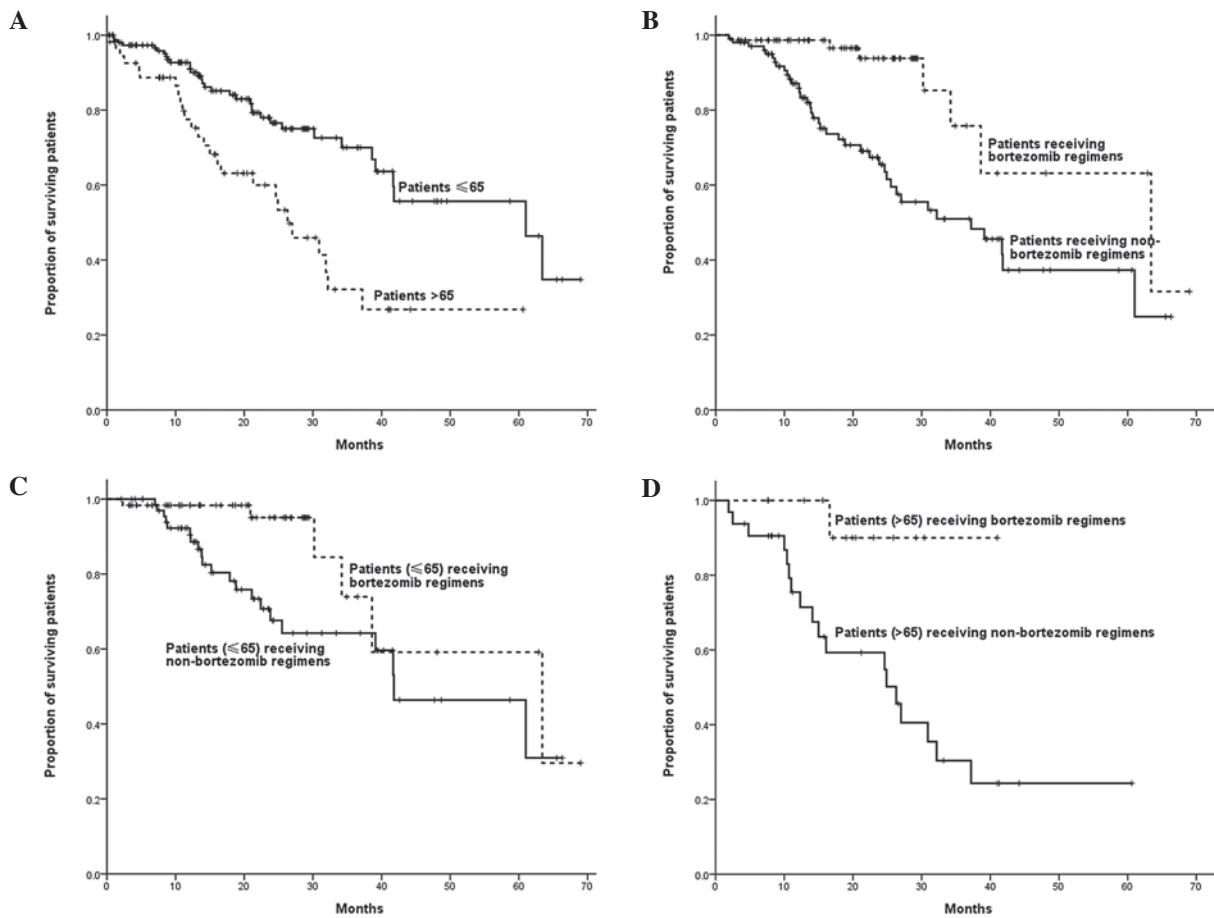 A
Proportion of surviving patients
1.0
0.8
0.6
0.4
0.2
0.0
Patients ≤65
Patients >65
0 10 20 30 40 50 60 70
Months
B
Proportion of surviving patients
1.0
0.8
0.6
0.4
0.2
0.0
Patients receiving
bortezomib regimens
Patients receiving non-
bortezomib regimens
0 10 20 30 40 50 60 70
Months
C
Proportion of surviving patients
1.0
0.8
0.6
0.4
0.2
0.0
Patients (≤65) receiving
bortezomib regimens
Patients (≤65) receiving
non-bortezomib regimens
0 10 20 30 40 50 60 70
Months
D
Proportion of surviving patients
1.0
0.8
0.6
0.4
0.2
0.0
Patients (>65) receiving bortezomib regimens
Patients (>65) receiving non-bortezomib regimens
0 10 20 30 40 50 60 70
Months